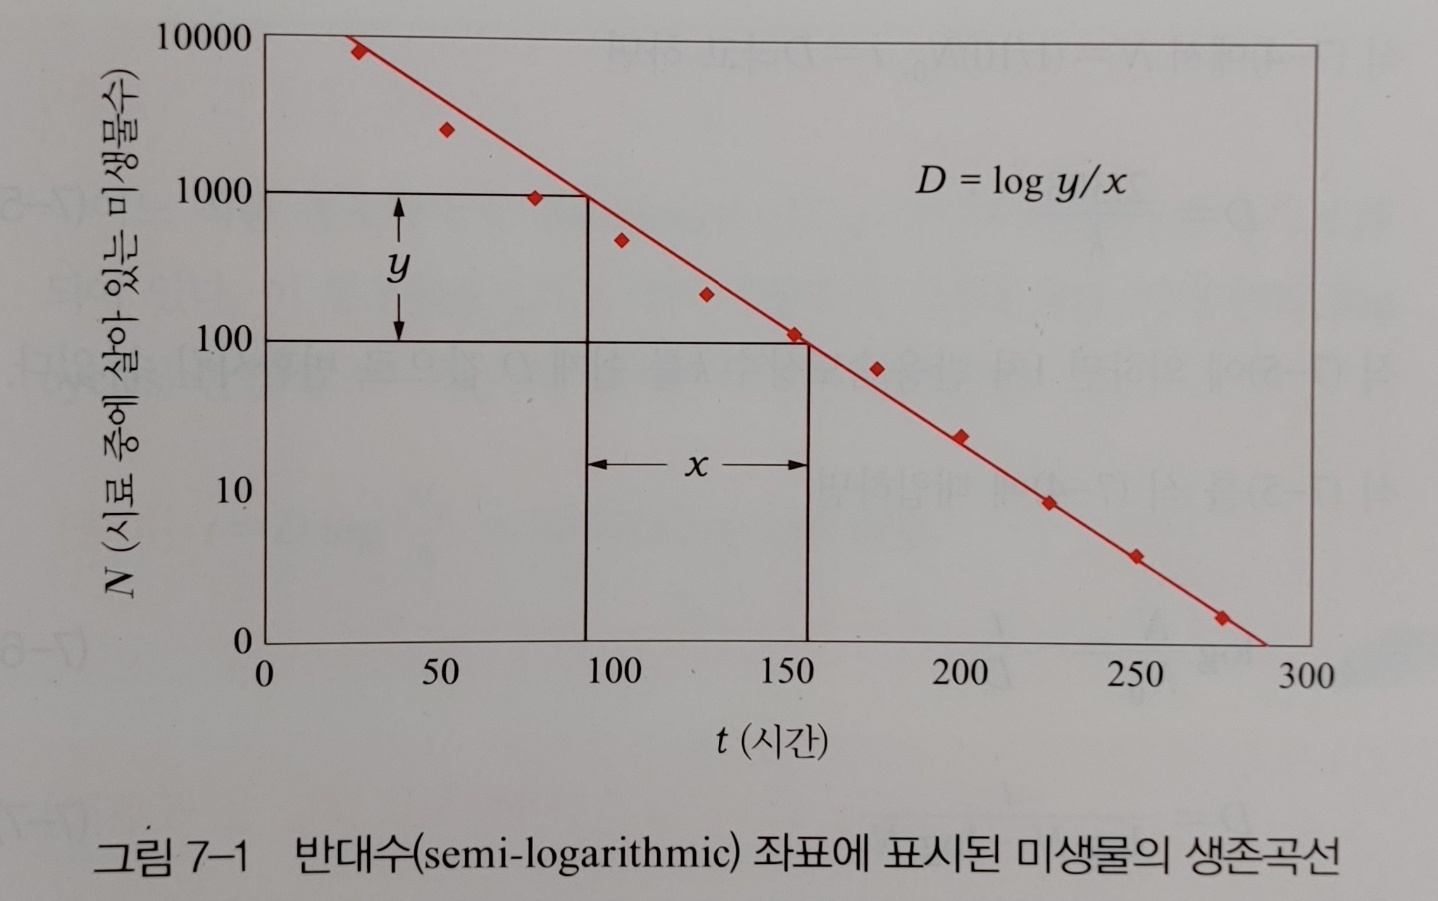 10000
1000
100
10
0
N (시료 중에 살아 있는 미생물수)
D = log y/x
y
x
0 50 100 150 200 250 300
t (시간)
그림 7–1 반대수(semi-logarithmic) 좌표에 표시된 미생물의 생존곡선